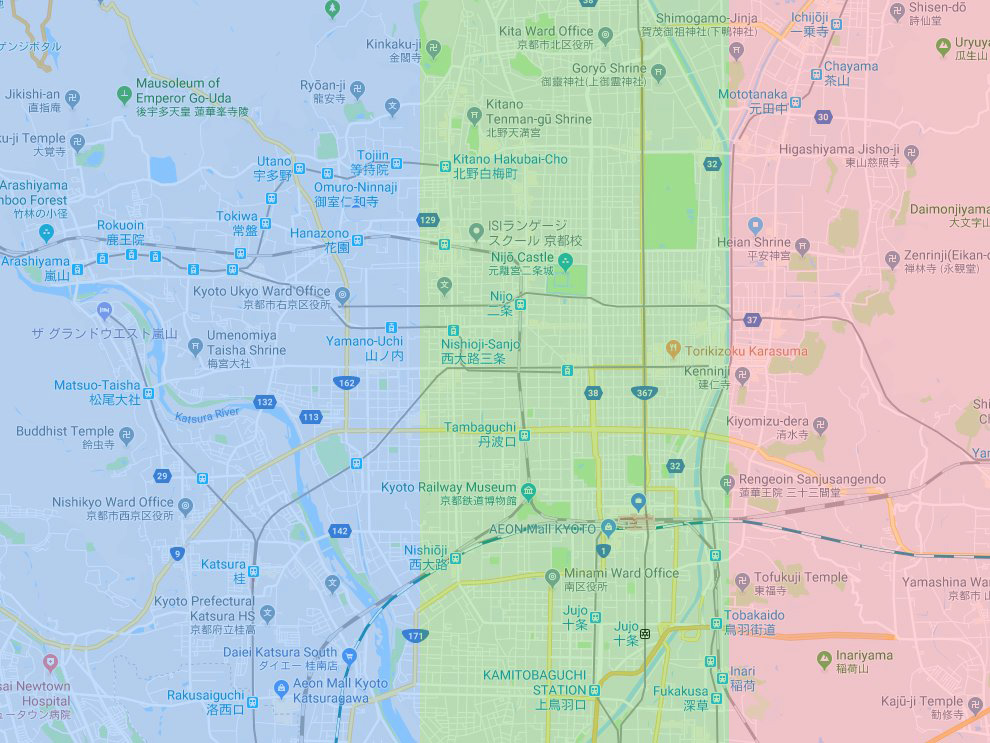 38
Shimogamo-Jinja
賀茂御祖神社(下鴨神社)
Ichijōji
一乗寺
Shisen-dō
詩仙堂
Kita Ward Office
京都市北区役所
Kinkaku-ji
金閣寺
ゲンジボタル
Uryuya
瓜生山
Goryō Shrine
御靈神社(上御霊神社)
Chayama
茶山
Mototanaka
元田中
Mausoleum of
Emperor Go-Uda
後宇多天皇 蓮華峯寺陵
Ryōan-ji
龍安寺
Jikishi-an
直指庵
Kitano
Tenman-gū Shrine
北野天満宮
30
ku-ji Temple
大覚寺
Higashiyama Jisho-ji
東山慈照寺
Tojiin
等持院
Utano
宇多野
Kitano Hakubai-Cho
北野白梅町
32
Omuro-Ninnaji
御室仁和寺
Arashiyama
nboo Forest
竹林の小径
Tokiwa
常盤
129
Daimonjiyama
大文字山
Rokuoin
鹿王院
Hanazono
花園
ISIランゲージ
スクール 京都校
Heian Shrine
平安神宮
Nijō Castle
元離宮二条城
Zenrinji(Eikan-d
禅林寺 (永観堂)
Arashiyama
嵐山
Kyoto Ukyo Ward Office
京都市右京区役所
Nijo
二条
37
ザ グランドウエスト嵐山
Umenomiya
Taisha Shrine
梅宮大社
Yamano-Uchi
山ノ内
Nishioji-Sanjo
西大路三条
Torikizoku Karasuma
Kenninji
建仁寺
Matsuo-Taisha
松尾大社
162
132
113
38
367
Katsura River
Buddhist Temple
鈴虫寺
Tambaguchi
丹波口
Kiyomizu-dera
清水寺
Shi
C
Yar
29
32
Kyoto Railway Museum
京都鉄道博物館
Rengeoin Sanjusangendo
蓮華王院 三十三間堂
Nishikyo Ward Office
京都市西京区役所
142
AEON Mall KYOTO
9
1
Nishiōji
西大路
Katsura
桂
Minami Ward Office
南区役所
Tofukuji Temple
東福寺
Yamashina War
京都市 山
Kyoto Prefectural
Katsura HS
京都府立桂高
Jujo
十条
Jujo
十条
Tobakaido
鳥羽街道
171
Daiei Katsura South
ダイエー 桂南店
Inariyama
稲荷山
sai Newtown
Hospital
ュータウン病院
Aeon Mall Kyoto
Katsuragawa
Rakusaiguchi
洛西口
KAMITOBAGUCHI
STATION
上鳥羽口
Inari
稲荷
Fukakusa
深草
Kajū-ji Temple
勧修寺